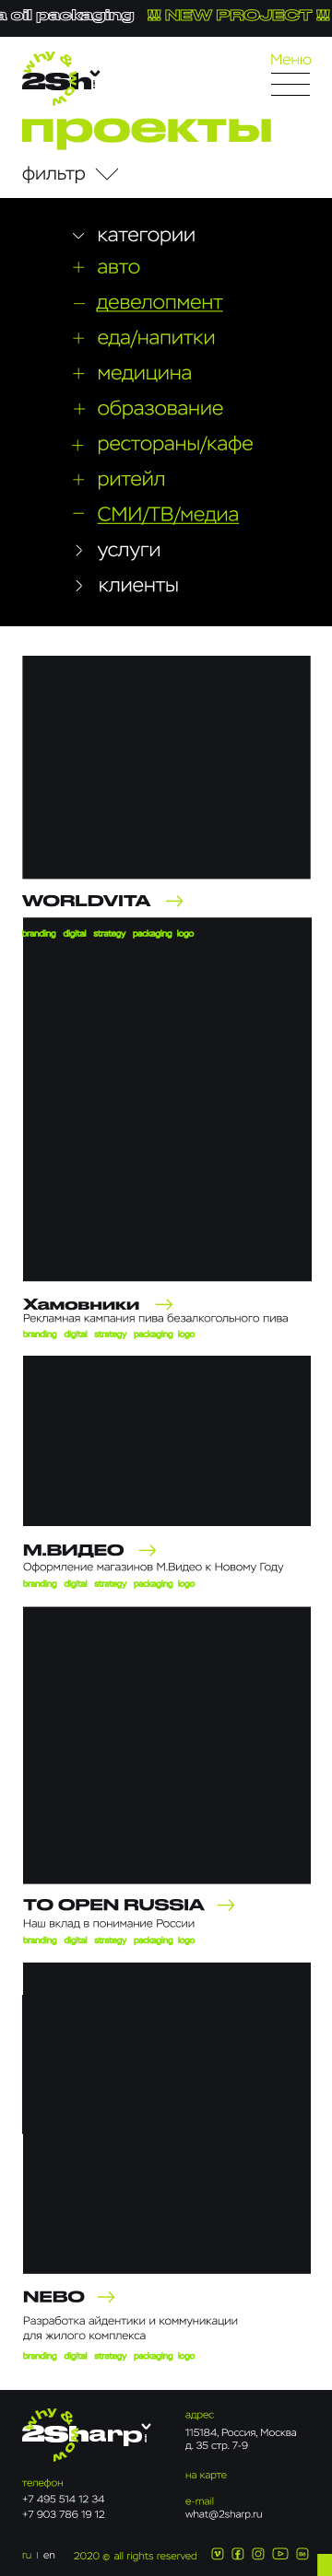 a oil packaging !!! NEW PROJECT !!!
why & mow
2Sh
Меню
проекты
фильтр
категории
+ авто
— девелопмент
+ еда/напитки
+ медицина
+ образование
+ рестораны/кафе
+ ритейл
— СМИ/ТВ/медиа
услуги
клиенты
WORLDVITA
branding digital strategy packaging logo
Хамовники
Рекламная кампания пива безалкогольного пива
branding digital strategy packaging logo
М.ВИДЕО
Оформление магазинов М.Видео к Новому Году
branding digital strategy packaging logo
TO OPEN RUSSIA
Наш вклад в понимание России
branding digital strategy packaging logo
NEBO
Разработка айдентики и коммуникации
для жилого комплекса
branding digital strategy packaging logo
why & mow
2Sharp
телефон
+7 495 514 12 34
+7 903 786 19 12
адрес
115184, Россия, Москва
д. 35 стр. 7-9
на карте
e-mail
what@2sharp.ru
ru | en
2020 © all rights reserved
Bē